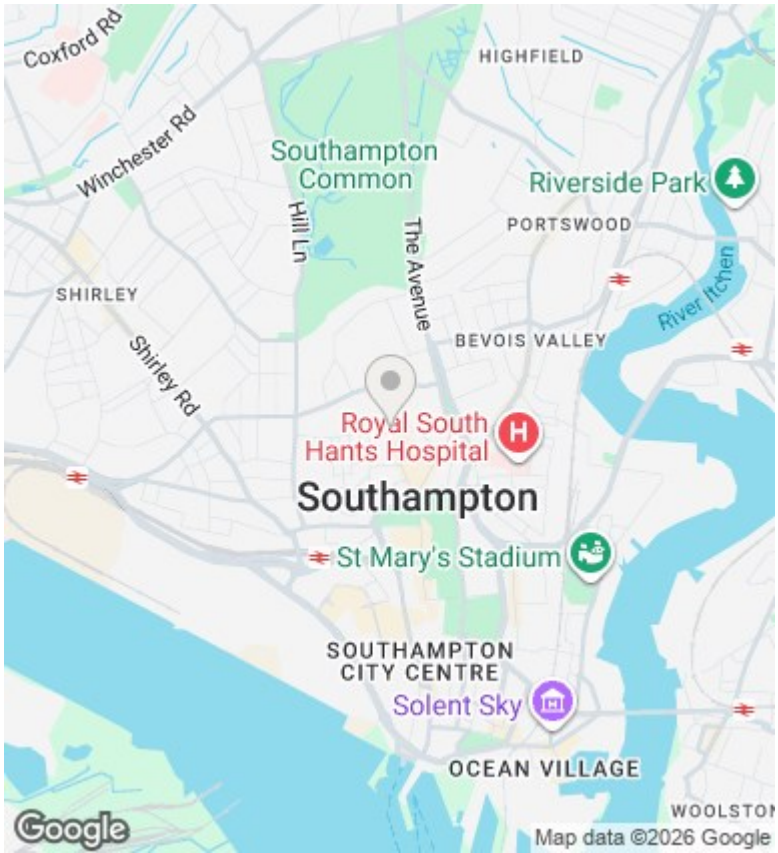 Coxford Rd
HIGHFIELD
Winchester Rd
Southampton
Common
Riverside Park
Hill Ln
The Avenue
PORTSWOOD
River Itchen
SHIRLEY
BEVOIS VALLEY
Shirley Rd
Royal South
Hants Hospital
H
Southampton
St Mary's Stadium
SOUTHAMPTON
CITY CENTRE
Solent Sky
OCEAN VILLAGE
WOOLSTON
Google
Map data ©2026 Google